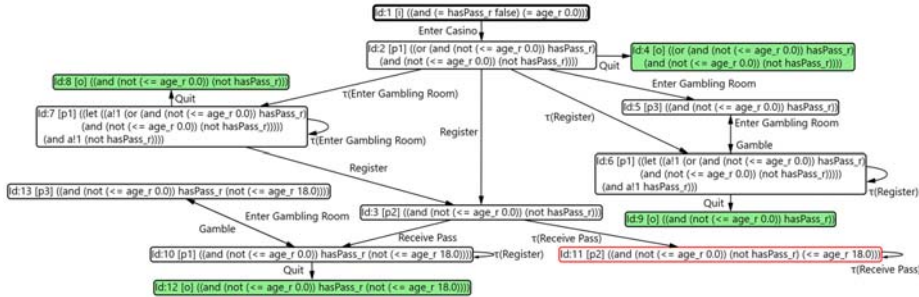 Id:1 [i] ((and (= hasPass_r false) (= age_r 0.0)))
Enter Casino
Id:2 [p1] ((or (and (not (<= age_r 0.0)) hasPass_r)
(and (not (<= age_r 0.0)) (not hasPass_r))))
Quit
Id:4 [o] ((or (and (not (<= age_r 0.0)) hasPass_r)
(and (not (<= age_r 0.0)) (not hasPass_r))))
Id:8 [o] ((and (not (<= age_r 0.0)) (not hasPass_r)))
Quit
τ(Enter Gambling Room)
Enter Gambling Room
Id:7 [p1] ((let ((a!1 (or (and (not (<= age_r 0.0)) hasPass_r)
(and (not (<= age_r 0.0)) (not hasPass_r)))))
(and a!1 (not hasPass_r))))
τ(Enter Gambling Room)
Register
τ(Register)
Id:5 [p3] ((and (not (<= age_r 0.0)) hasPass_r))
Enter Gambling Room
Gamble
Id:6 [p1] ((let ((a!1 (or (and (not (<= age_r 0.0)) hasPass_r)
(and (not (<= age_r 0.0)) (not hasPass_r)))))
(and a!1 hasPass_r)))
τ(Register)
Quit
Id:9 [o] ((and (not (<= age_r 0.0)) hasPass_r))
Register
Id:13 [p3] ((and (not (<= age_r 0.0)) hasPass_r (not (<= age_r 18.0))))
Enter Gambling Room
Gamble
Id:3 [p2] ((and (not (<= age_r 0.0)) (not hasPass_r)))
Receive Pass
τ(Receive Pass)
Id:10 [p1] ((and (not (<= age_r 0.0)) hasPass_r (not (<= age_r 18.0))))
τ(Register)
Id:11 [p2] ((and (not (<= age_r 0.0)) (not hasPass_r) (<= age_r 18.0)))
τ(Receive Pass)
Quit
Id:12 [o] ((and (not (<= age_r 0.0)) hasPass_r (not (<= age_r 18.0))))